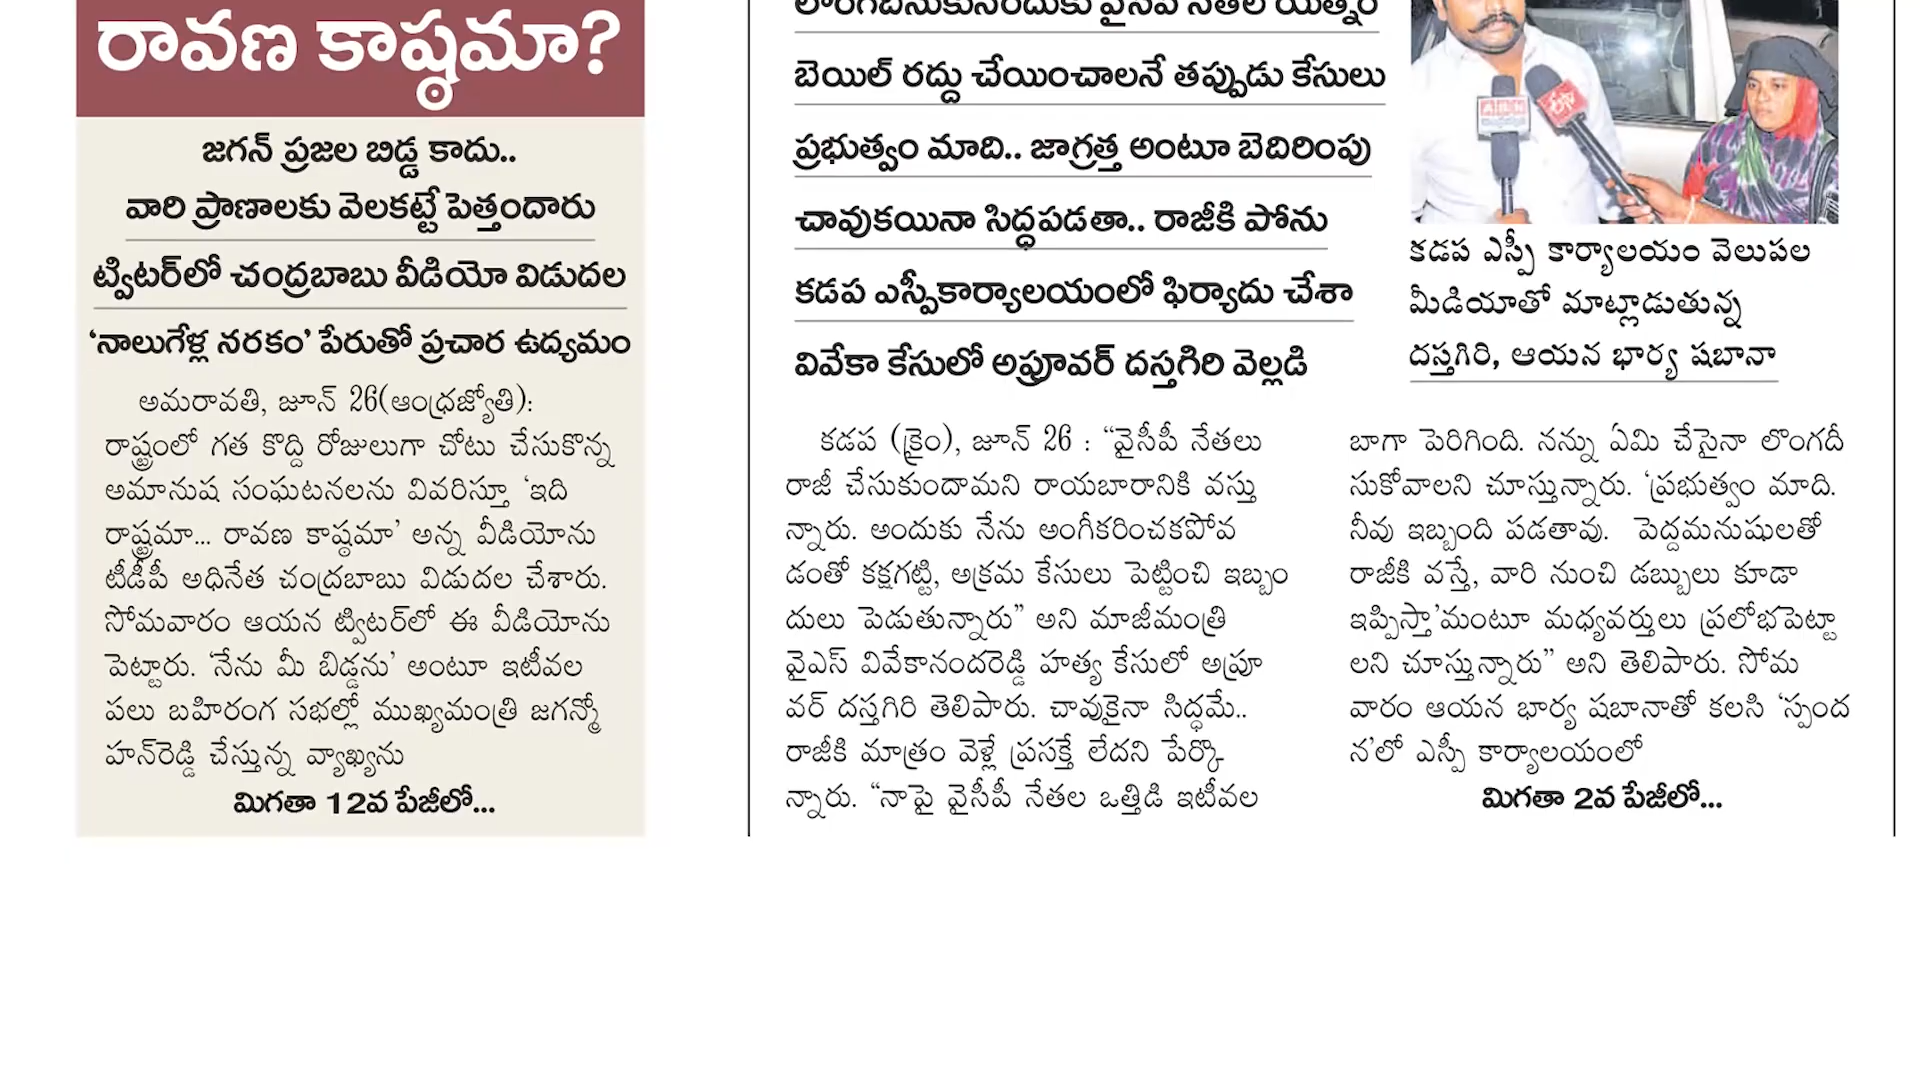 రావణ కాష్ఠమా?
జగన్ ప్రజల బిడ్డ కాదు..
వారి ప్రాణాలకు వెలకట్టే పెత్తందారు
ట్విటర్‌లో చంద్రబాబు వీడియో విడుదల
‘నాలుగేళ్ల నరకం’ పేరుతో ప్రచార ఉద్యమం
అమరావతి, జూన్ 26(ఆంధ్రజ్యోతి):
రాష్ట్రంలో గత కొద్ది రోజులుగా చోటు చేసుకొన్న
అమానుష సంఘటనలను వివరిస్తూ ‘ఇది
రాష్ట్రమా... రావణ కాష్ఠమా’ అన్న వీడియోను
టీడీపీ అధినేత చంద్రబాబు విడుదల చేశారు.
సోమవారం ఆయన ట్విటర్‌లో ఈ వీడియోను
పెట్టారు. ‘నేను మీ బిడ్డను’ అంటూ ఇటీవల
పలు బహిరంగ సభల్లో ముఖ్యమంత్రి జగన్మో
హన్‌రెడ్డి చేస్తున్న వ్యాఖ్యను
మిగతా 12వ పేజీలో...
లొంగదీసుకునేందుకు వైసీపీ నేతల యత్నం
బెయిల్ రద్దు చేయించాలనే తప్పుడు కేసులు
ప్రభుత్వం మాది.. జాగ్రత్త అంటూ బెదిరింపు
చావుకయినా సిద్ధపడతా.. రాజీకి పోను
కడప ఎస్పీకార్యాలయంలో ఫిర్యాదు చేశా
వివేకా కేసులో అప్రూవర్ దస్తగిరి వెల్లడి
కడప ఎస్పీ కార్యాలయం వెలుపల
మీడియాతో మాట్లాడుతున్న
దస్తగిరి, ఆయన భార్య షబానా
కడప (క్రైం), జూన్ 26 : “వైసీపీ నేతలు
రాజీ చేసుకుందామని రాయబారానికి వస్తు
న్నారు. అందుకు నేను అంగీకరించకపోవ
డంతో కక్షగట్టి, అక్రమ కేసులు పెట్టించి ఇబ్బం
దులు పెడుతున్నారు” అని మాజీమంత్రి
వైఎస్ వివేకానందరెడ్డి హత్య కేసులో అప్రూ
వర్ దస్తగిరి తెలిపారు. చావుకైనా సిద్ధమే..
రాజీకి మాత్రం వెళ్లే ప్రసక్తే లేదని పేర్కొ
న్నారు. “నాపై వైసీపీ నేతల ఒత్తిడి ఇటీవల
బాగా పెరిగింది. నన్ను ఏమి చేసైనా లొంగదీ
సుకోవాలని చూస్తున్నారు. ‘ప్రభుత్వం మాది.
నీవు ఇబ్బంది పడతావు. పెద్దమనుషులతో
రాజీకి వస్తే, వారి నుంచి డబ్బులు కూడా
ఇప్పిస్తా’మంటూ మధ్యవర్తులు ప్రలోభపెట్టా
లని చూస్తున్నారు” అని తెలిపారు. సోమ
వారం ఆయన భార్య షబానాతో కలసి ‘స్పంద
న’లో ఎస్పీ కార్యాలయంలో
మిగతా 2వ పేజీలో...